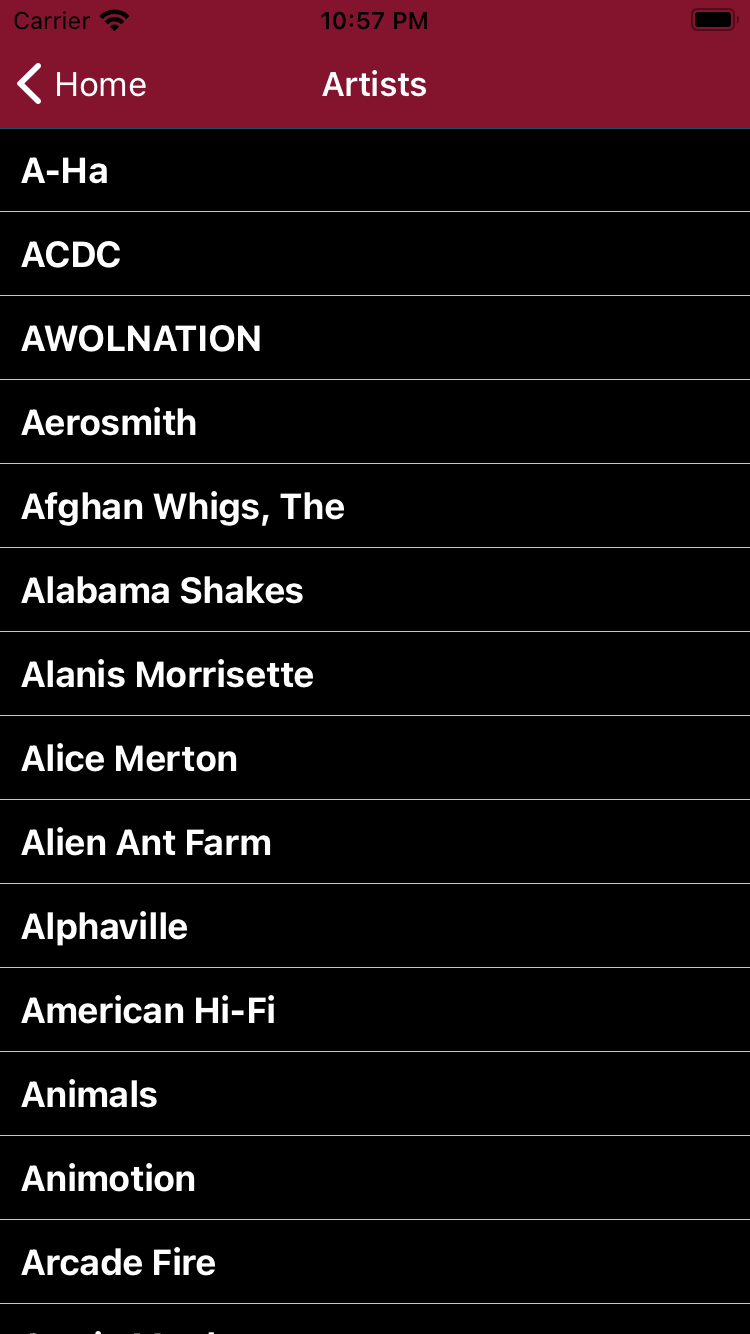 Carrier 10:57 PM
Home Artists
A-Ha
ACDC
AWOLNATION
Aerosmith
Afghan Whigs, The
Alabama Shakes
Alanis Morrisette
Alice Merton
Alien Ant Farm
Alphaville
American Hi-Fi
Animals
Animotion
Arcade Fire